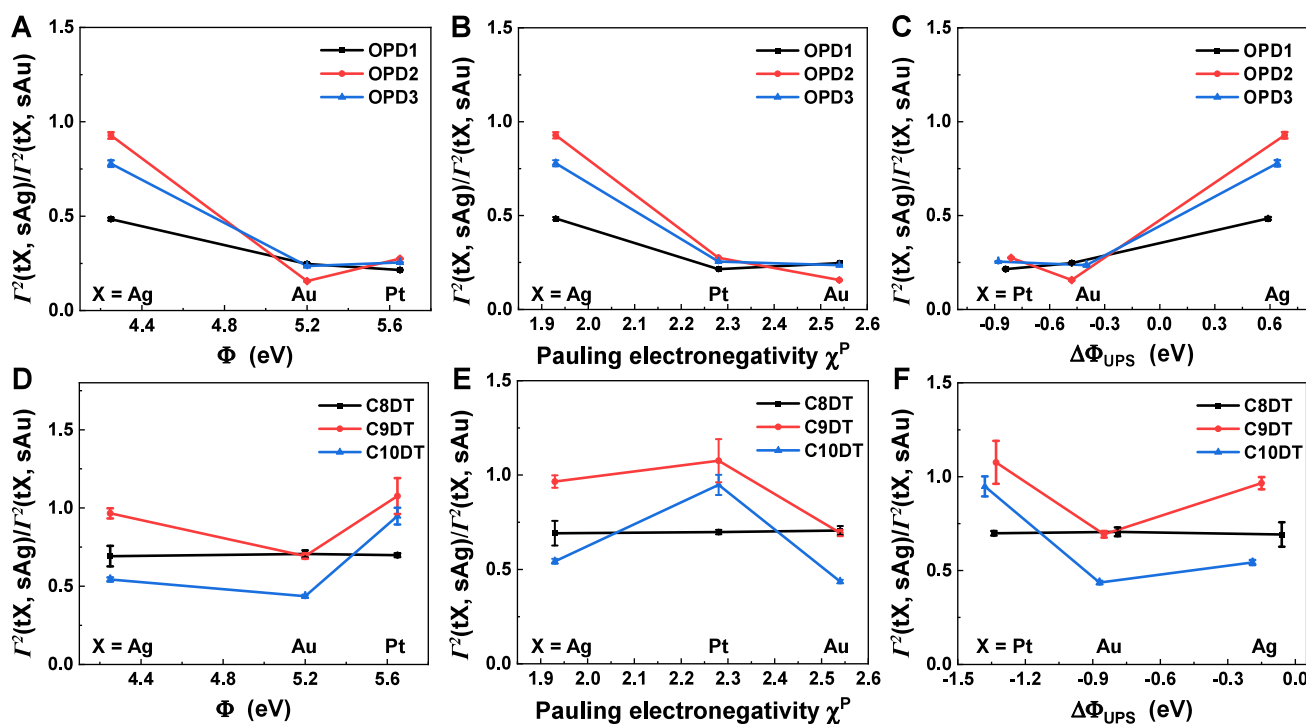 A
Γ²(tX, sAg)/Γ²(tX, sAu)
1.5
1.0
0.5
0.0
OPD1
OPD2
OPD3
X = Ag
Au
Pt
4.4
4.8
5.2
5.6
Φ (eV)
B
Γ²(tX, sAg)/Γ²(tX, sAu)
1.5
1.0
0.5
0.0
OPD1
OPD2
OPD3
X = Ag
Pt
Au
1.9
2.0
2.1
2.2
2.3
2.4
2.5
2.6
Pauling electronegativity χᴾ
C
Γ²(tX, sAg)/Γ²(tX, sAu)
1.5
1.0
0.5
0.0
OPD1
OPD2
OPD3
X = Pt
Au
Ag
-0.9
-0.6
-0.3
0.0
0.3
0.6
ΔΦUPS (eV)
D
Γ²(tX, sAg)/Γ²(tX, sAu)
1.5
1.0
0.5
0.0
C8DT
C9DT
C10DT
X = Ag
Au
Pt
4.4
4.8
5.2
5.6
Φ (eV)
E
Γ²(tX, sAg)/Γ²(tX, sAu)
1.5
1.0
0.5
0.0
C8DT
C9DT
C10DT
X = Ag
Pt
Au
1.9
2.0
2.1
2.2
2.3
2.4
2.5
2.6
Pauling electronegativity χᴾ
F
Γ²(tX, sAg)/Γ²(tX, sAu)
1.5
1.0
0.5
0.0
C8DT
C9DT
C10DT
X = Pt
Au
Ag
-1.5
-1.2
-0.9
-0.6
-0.3
0.0
ΔΦUPS (eV)